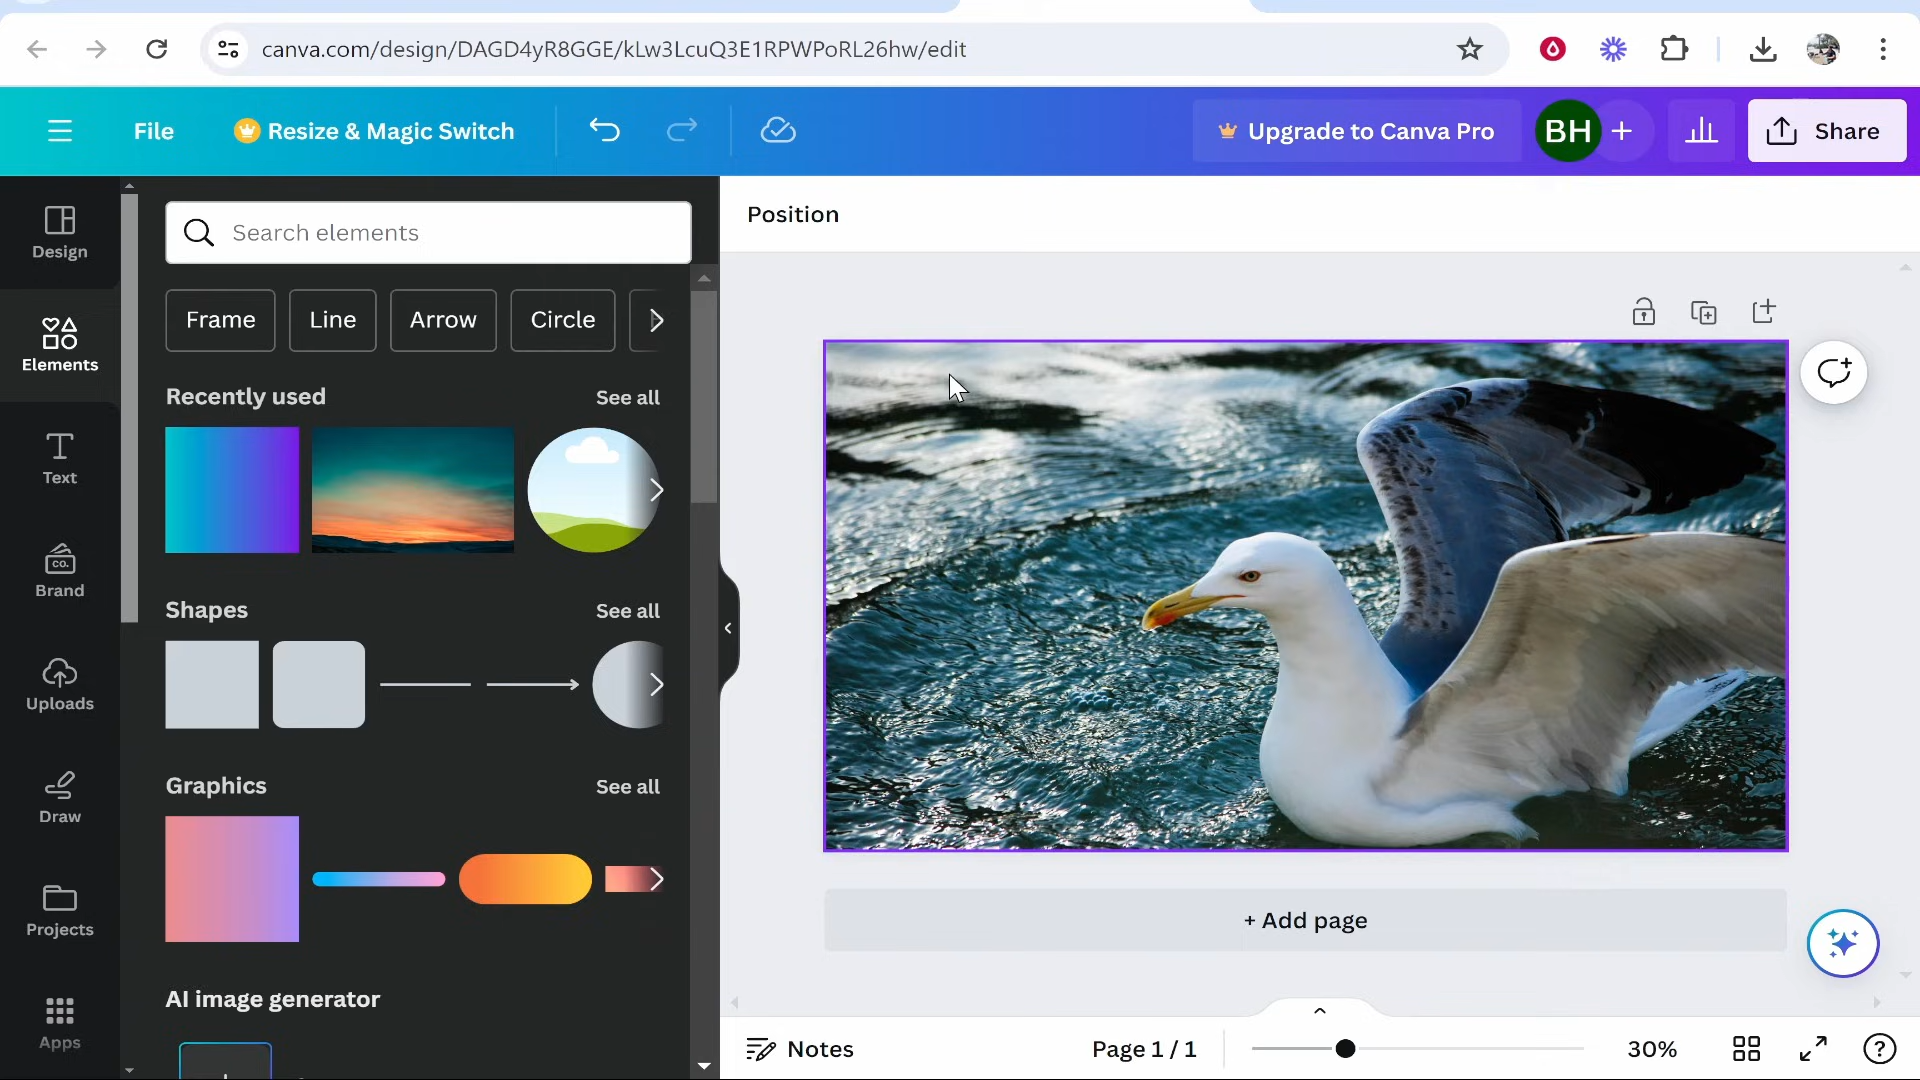 canva.com/design/DAGD4yR8GGE/kLw3LcuQ3E1RPWPoRL26hw/edit
File
Resize & Magic Switch
Upgrade to Canva Pro
BH
Share
Design
Elements
Text
co.
Brand
Uploads
Draw
Projects
Apps
Search elements
Frame
Line
Arrow
Circle
Recently used
See all
Shapes
See all
Graphics
See all
AI image generator
Position
+ Add page
Notes
Page 1 / 1
30%